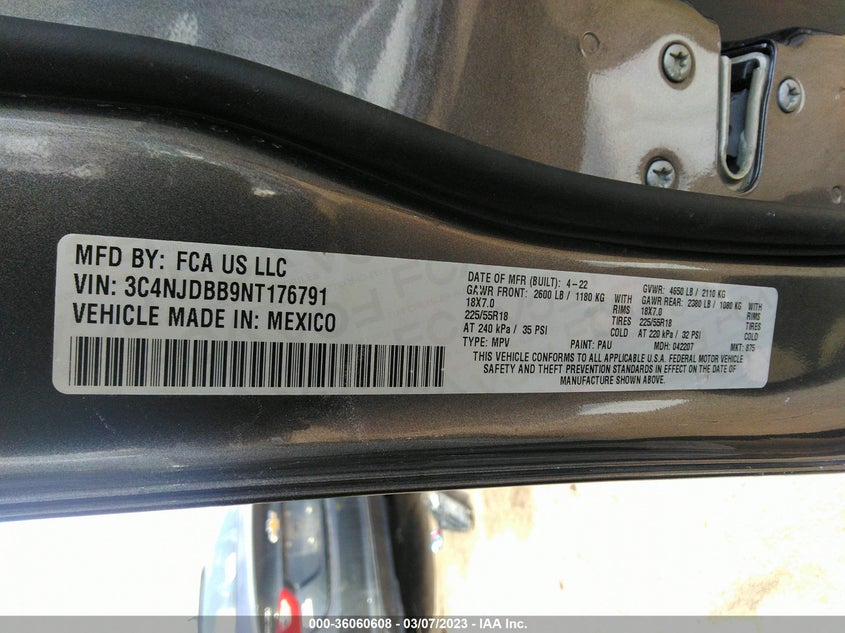 MFD BY: FCA US LLC
VIN: 3C4NJDBB9NT176791
VEHICLE MADE IN: MEXICO
DATE OF MFR (BUILT): 4-22 GVWR: 4650 LB / 2110 KG
GAWR FRONT: 2600 LB / 1180 KG WITH GAWR REAR: 2380 LB / 1080 KG WITH
18X7.0 RIMS 18X7.0 RIMS
225/55R18 TIRES 225/55R18 TIRES
AT 240 kPa / 35 PSI COLD AT 220 kPa / 32 PSI COLD
TYPE: MPV PAINT: PAU MDH: 042207 MKT: 875
THIS VEHICLE CONFORMS TO ALL APPLICABLE U.S.A. FEDERAL MOTOR VEHICLE
SAFETY AND THEFT PREVENTION STANDARDS IN EFFECT ON THE DATE OF
MANUFACTURE SHOWN ABOVE.
000-36060608 - 03/07/2023 - IAA Inc.